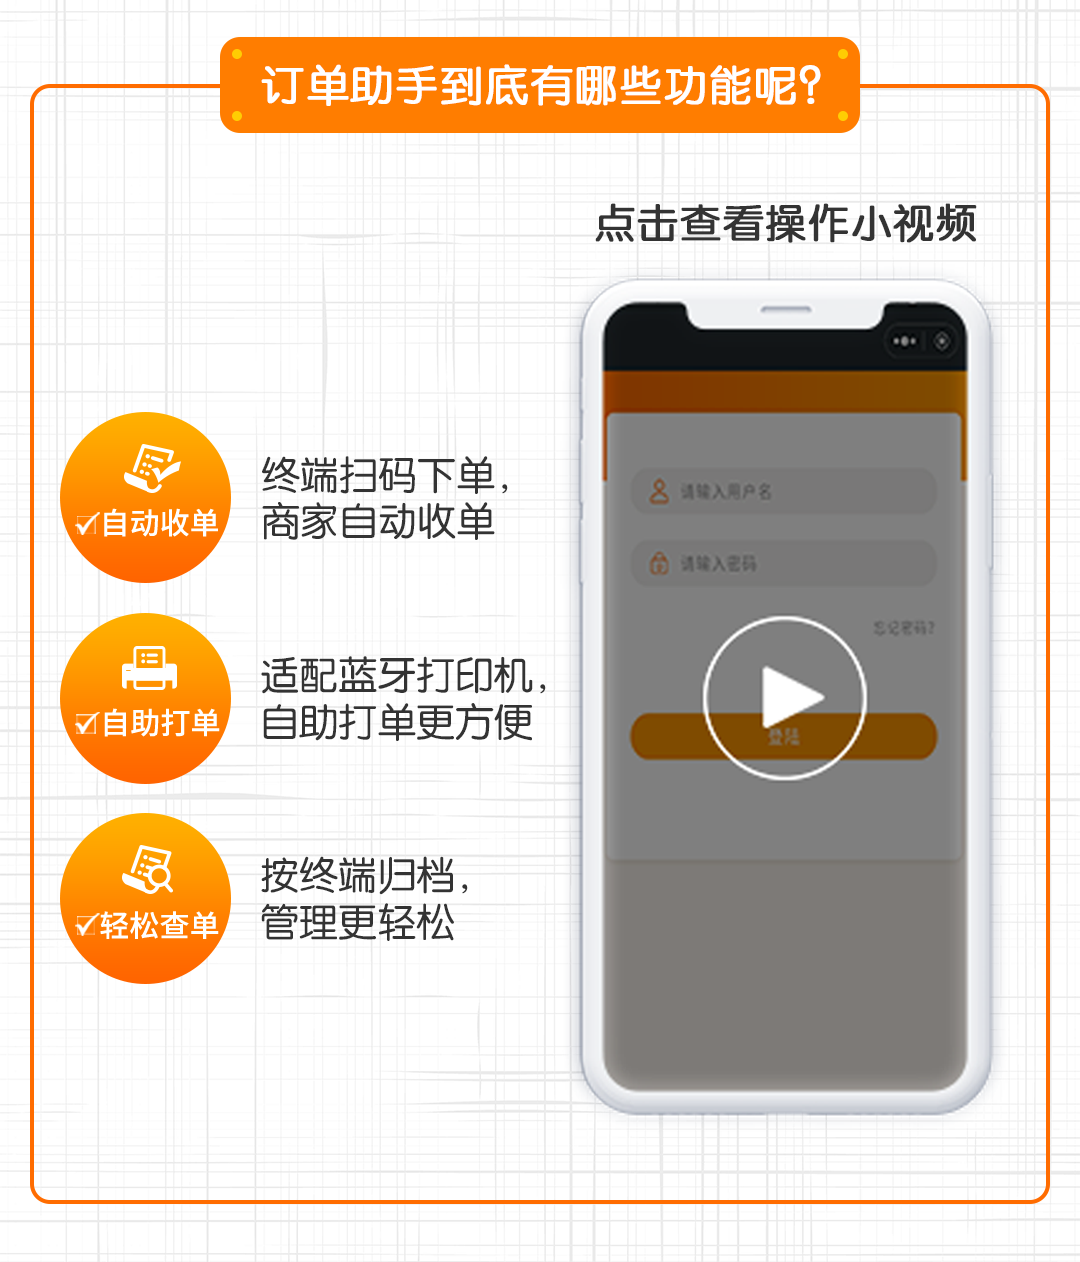 订单助手到底有哪些功能呢?
点击查看操作小视频
自动收单
终端扫码下单，
商家自动收单
自助打单
适配蓝牙打印机，
自助打单更方便
轻松查单
按终端归档，
管理更轻松
请输入用户名
请输入密码
忘记密码?
登陆